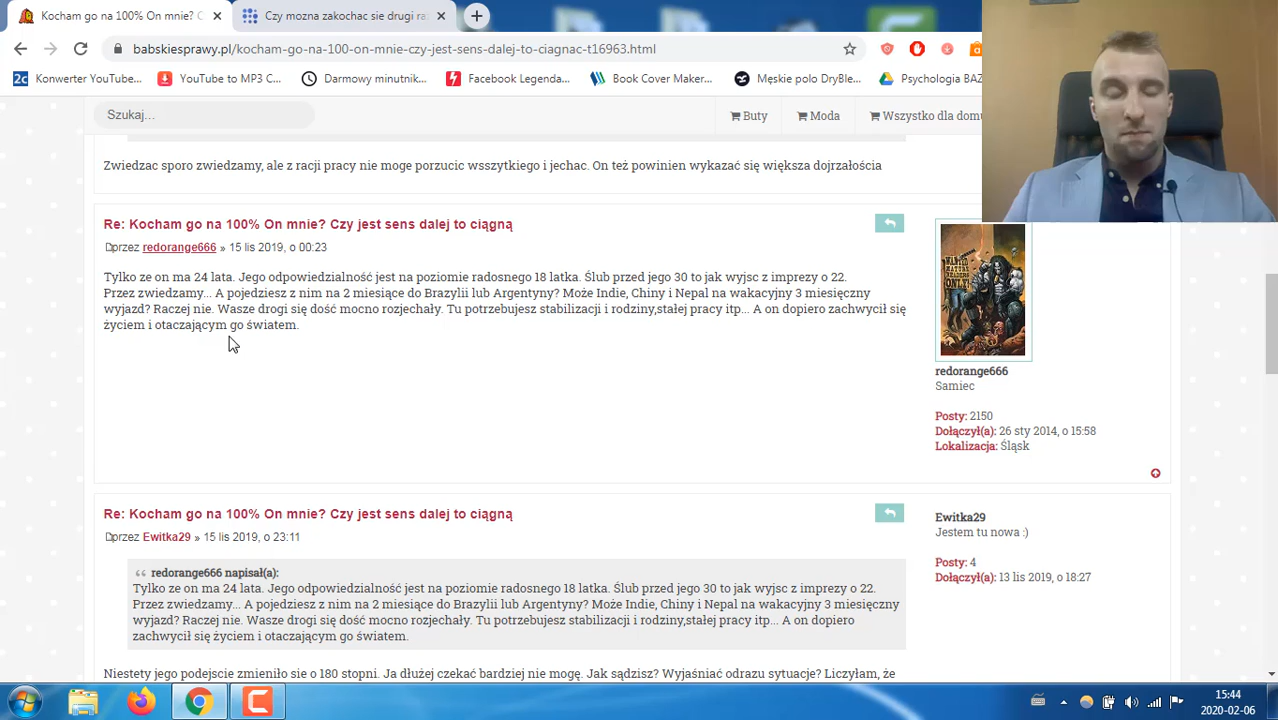 Kocham go na 100% On mnie? C
Czy mozna zakochac sie drugi ra
babskiesprawy.pl/kocham-go-na-100-on-mnie-czy-jest-sens-dalej-to-ciagnac-t16963.html
2c Konwerter YouTube...
YouTube to MP3 C...
Darmowy minutnik...
Facebook Legenda...
Book Cover Maker...
Męskie polo DryBle...
Psychologia BAZ
Szukaj...
Buty
Moda
Wszystko dla domu
Zwiedzac sporo zwiedzamy, ale z racji pracy nie moge porzucic wsszytkiego i jechac. On też powinien wykazać się większa dojrzałościa
Re: Kocham go na 100% On mnie? Czy jest sens dalej to ciągną
przez redorange666 » 15 lis 2019, o 00:23
Tylko ze on ma 24 lata. Jego odpowiedzialność jest na poziomie radosnego 18 latka. Ślub przed jego 30 to jak wyjsc z imprezy o 22.
Przez zwiedzamy... A pojedziesz z nim na 2 miesiące do Brazylii lub Argentyny? Może Indie, Chiny i Nepal na wakacyjny 3 miesięczny
wyjazd? Raczej nie. Wasze drogi się dość mocno rozjechały. Tu potrzebujesz stabilizacji i rodziny,stałej pracy itp... A on dopiero zachwycił się
życiem i otaczającym go światem.
redorange666
Samiec
Posty: 2150
Dołączył(a): 26 sty 2014, o 15:58
Lokalizacja: Śląsk
Re: Kocham go na 100% On mnie? Czy jest sens dalej to ciągną
przez Ewitka29 » 15 lis 2019, o 23:11
Ewitka29
Jestem tu nowa :)
Posty: 4
Dołączył(a): 13 lis 2019, o 18:27
redorange666 napisał(a):
Tylko ze on ma 24 lata. Jego odpowiedzialność jest na poziomie radosnego 18 latka. Ślub przed jego 30 to jak wyjsc z imprezy o 22.
Przez zwiedzamy... A pojedziesz z nim na 2 miesiące do Brazylii lub Argentyny? Może Indie, Chiny i Nepal na wakacyjny 3 miesięczny
wyjazd? Raczej nie. Wasze drogi się dość mocno rozjechały. Tu potrzebujesz stabilizacji i rodziny,stałej pracy itp... A on dopiero
zachwycił się życiem i otaczającym go światem.
Niestety jego podejscie zmieniło sie o 180 stopni. Ja dłużej czekać bardziej nie mogę. Jak sądzisz? Wyjaśniać odrazu sytuacje? Liczyłam, że
15:44
2020-02-06